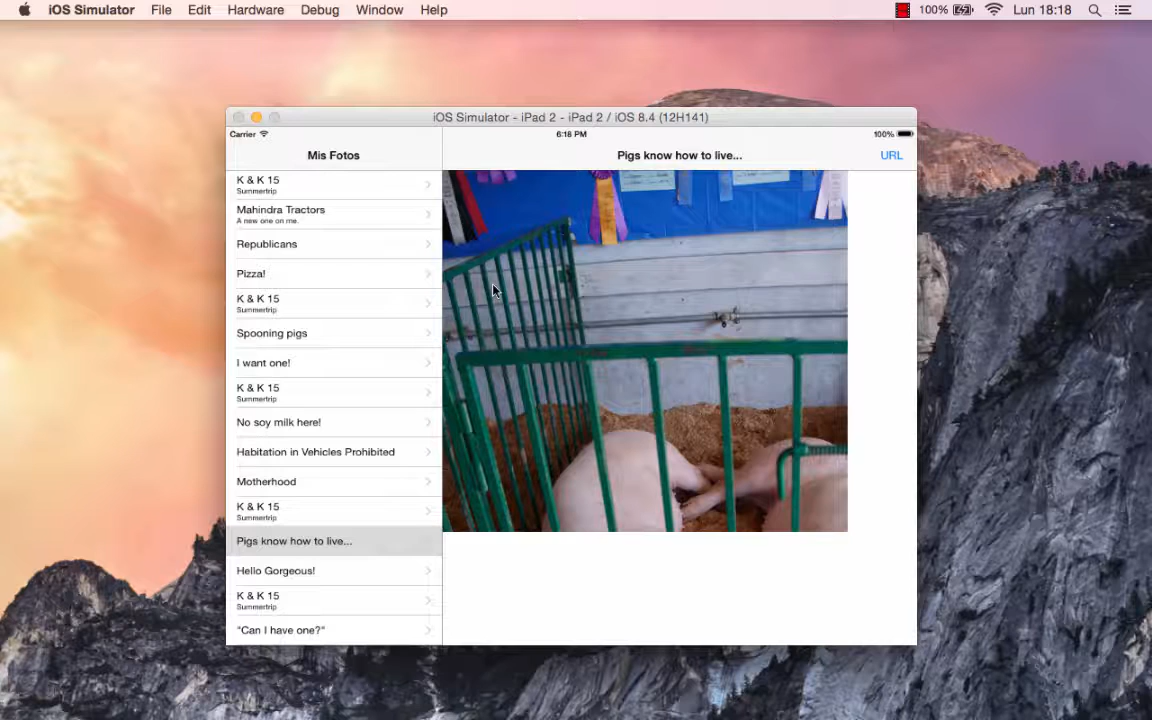 iOS Simulator File Edit Hardware Debug Window Help 100% Lun 18:18
iOS Simulator - iPad 2 - iPad 2 / iOS 8.4 (12H141)
Carrier 6:18 PM 100%
Mis Fotos
Pigs know how to live...
URL
K & K 15
Summertrip
Mahindra Tractors
A new one on me.
Republicans
Pizza!
K & K 15
Summertrip
Spooning pigs
I want one!
K & K 15
Summertrip
No soy milk here!
Habitation in Vehicles Prohibited
Motherhood
K & K 15
Summertrip
Pigs know how to live...
Hello Gorgeous!
K & K 15
Summertrip
"Can I have one?"